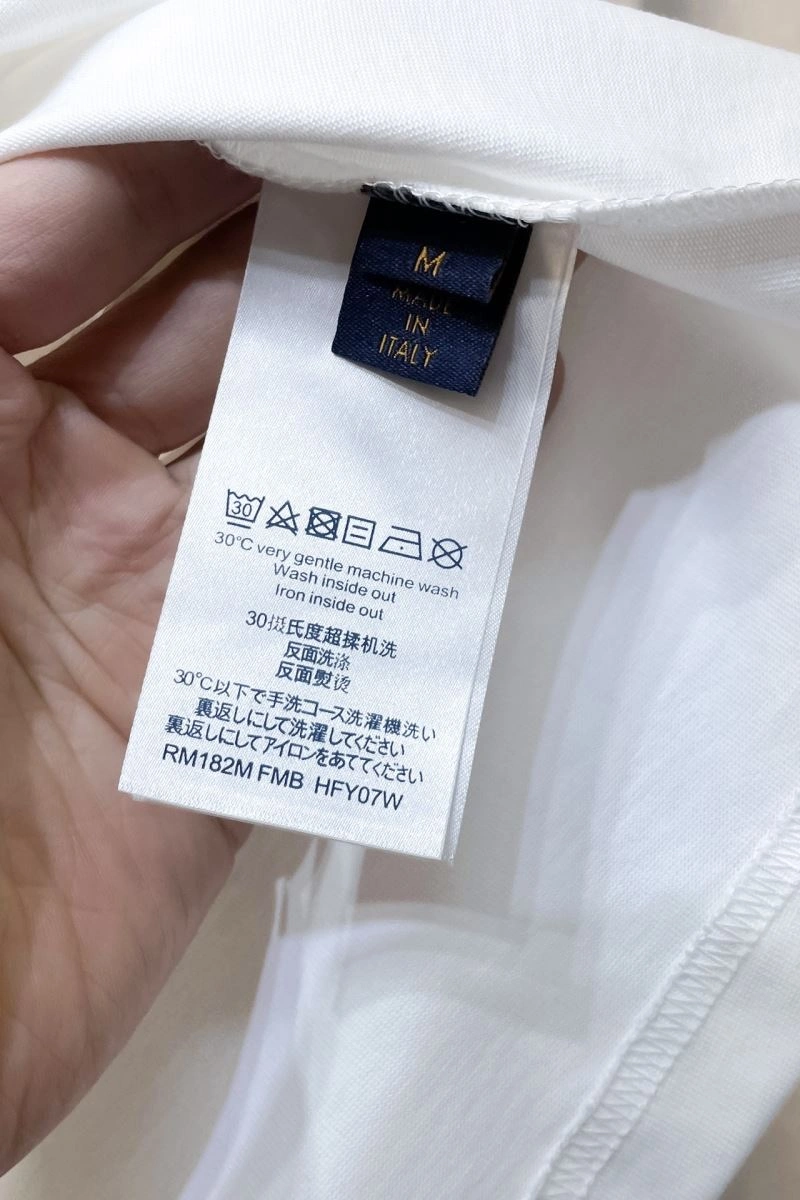 M
MADE
IN
ITALY
30
30℃ very gentle machine wash
Wash inside out
Iron inside out
30摄氏度超揉机洗
反面洗涤
反面熨烫
30℃以下で手洗コース洗濯機洗い
裏返しにして洗濯してください
裏返しにしてアイロンをあててください
RM182M FMB HFY07W